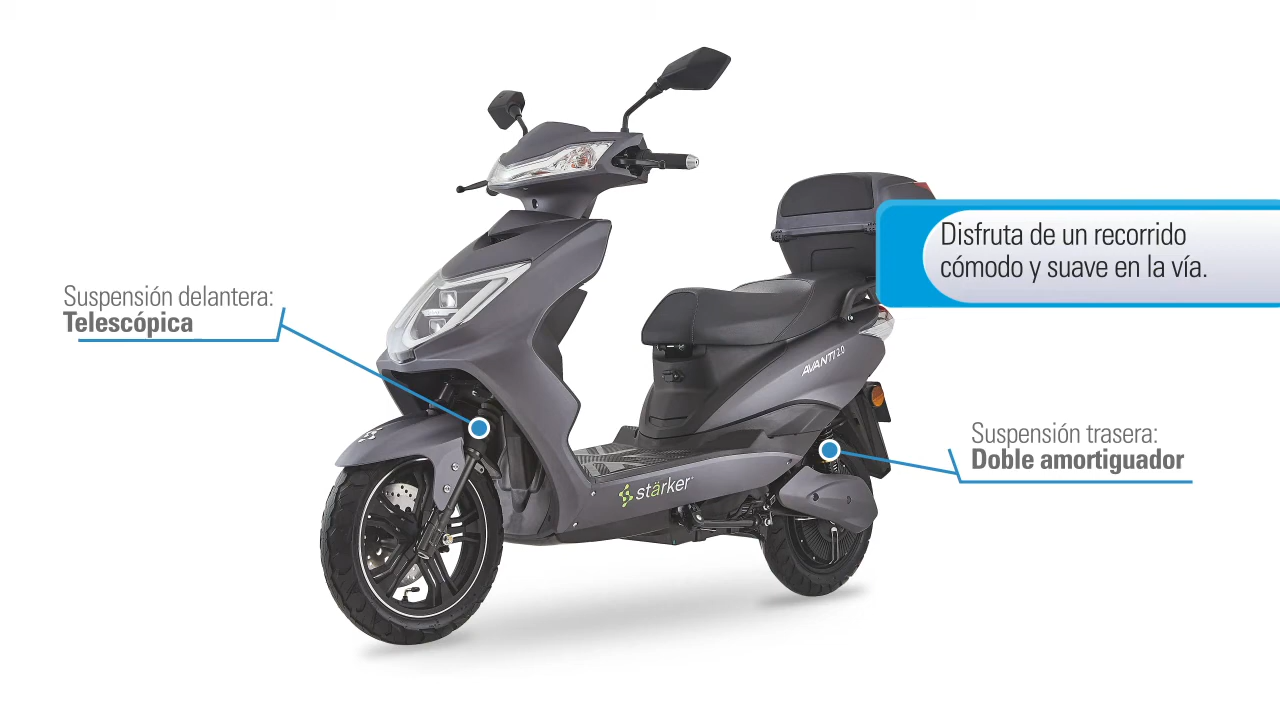 Disfruta de un recorrido
cómodo y suave en la vía.
Suspensión delantera:
Telescópica
AVANTI 2.0
Suspensión trasera:
Doble amortiguador
stärker